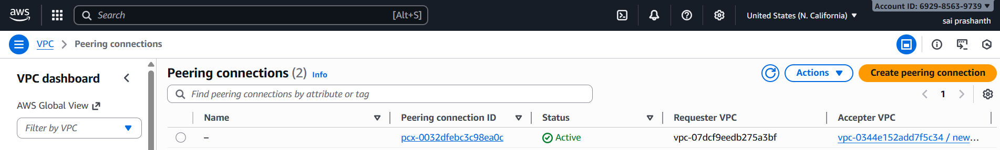 Account ID: 6929-8563-9739
aws Search [Alt+S] United States (N. California)
sai prashanth
VPC Peering connections
VPC dashboard
AWS Global View
Filter by VPC
Peering connections (2) Info Actions Create peering connection
Find peering connections by attribute or tag 1
Name Peering connection ID Status Requester VPC Accepter VPC
– pcx-0032dfebc3c98ea0c Active vpc-07dcf9eedb275a3bf vpc-0344e152add7f5c34 / new...